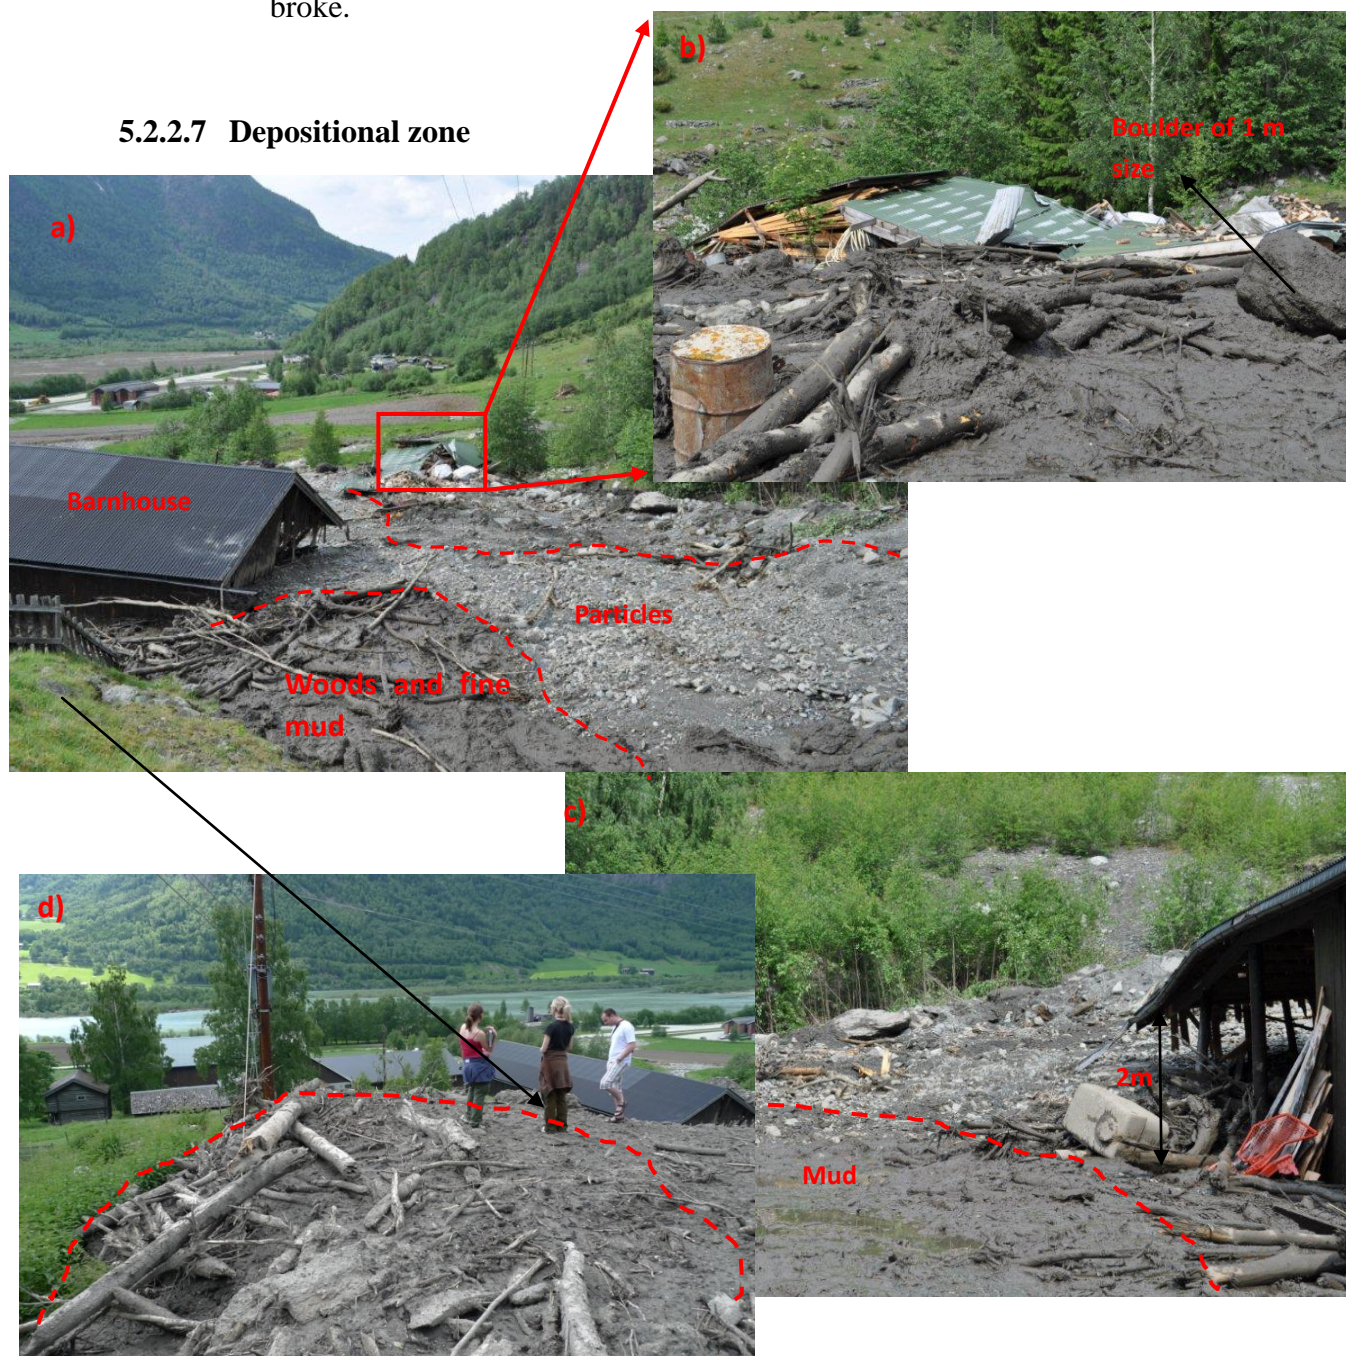 broke.
5.2.2.7 Depositional zone
a)
b)
Boulder of 1 m
size
Barnhouse
Particles
Woods and fine
mud
c)
d)
2m
Mud